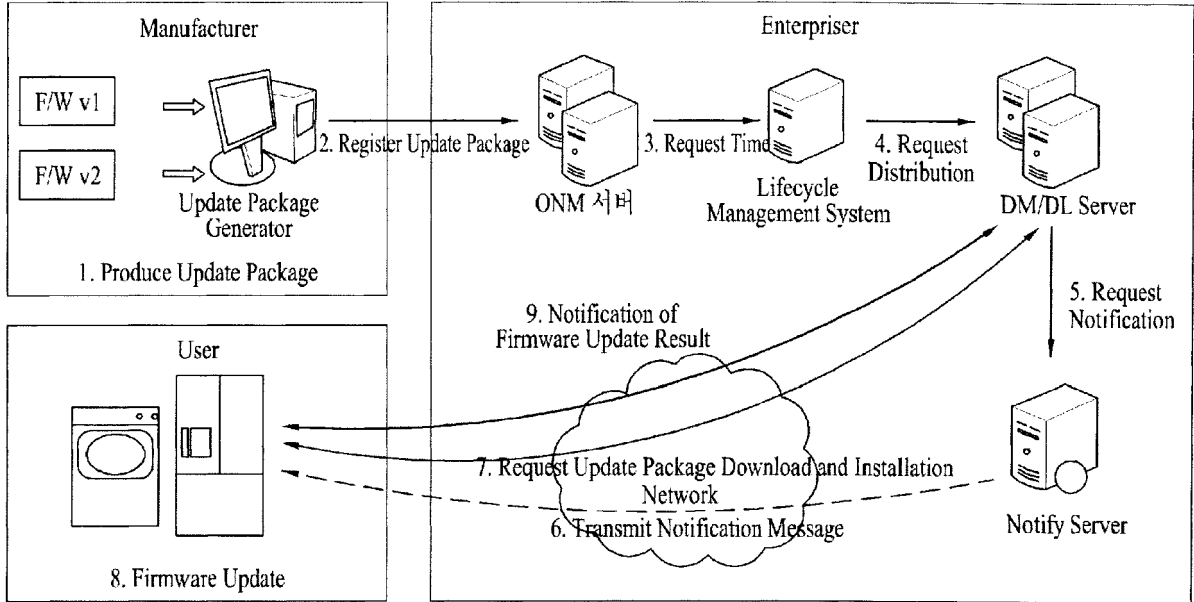 Manufacturer
F/W v1
F/W v2
Update Package
Generator
1. Produce Update Package
2. Register Update Package
Enterpriser
ONM 서버
3. Request Time
Lifecycle
Management System
4. Request
Distribution
DM/DL Server
5. Request
Notification
Notify Server
9. Notification of
Firmware Update Result
7. Request Update Package Download and Installation
Network
6. Transmit Notification Message
User
8. Firmware Update